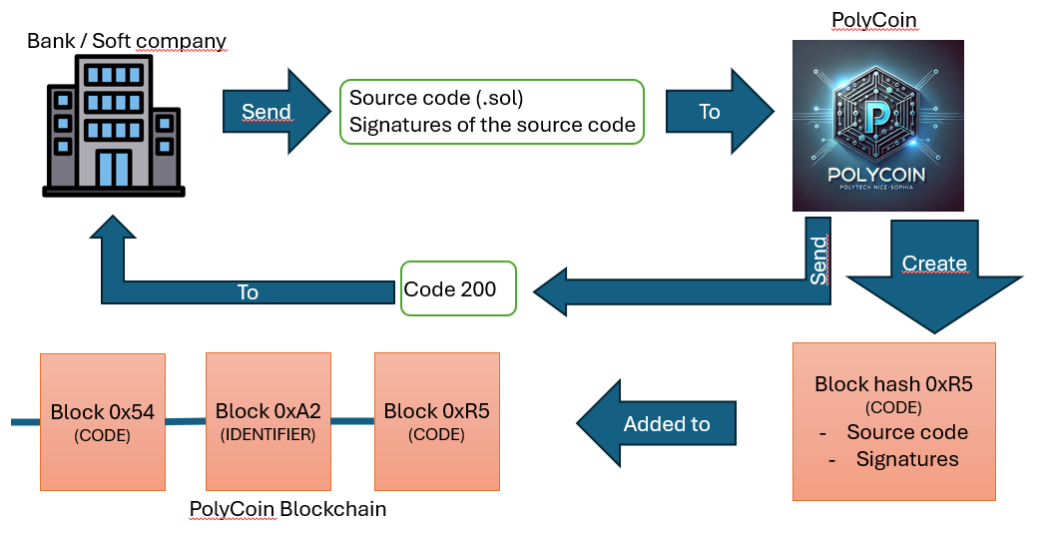 PolyCoin
Bank / Soft company
Send
Source code (.sol)
Signatures of the source code
To
P
POLYCOIN
POLYTECH NICE-SOPHIA
Send
Create
Code 200
To
Block hash 0xR5
(CODE)
- Source code
- Signatures
Added to
Block 0x54
(CODE)
Block 0xA2
(IDENTIFIER)
Block 0xR5
(CODE)
PolyCoin Blockchain